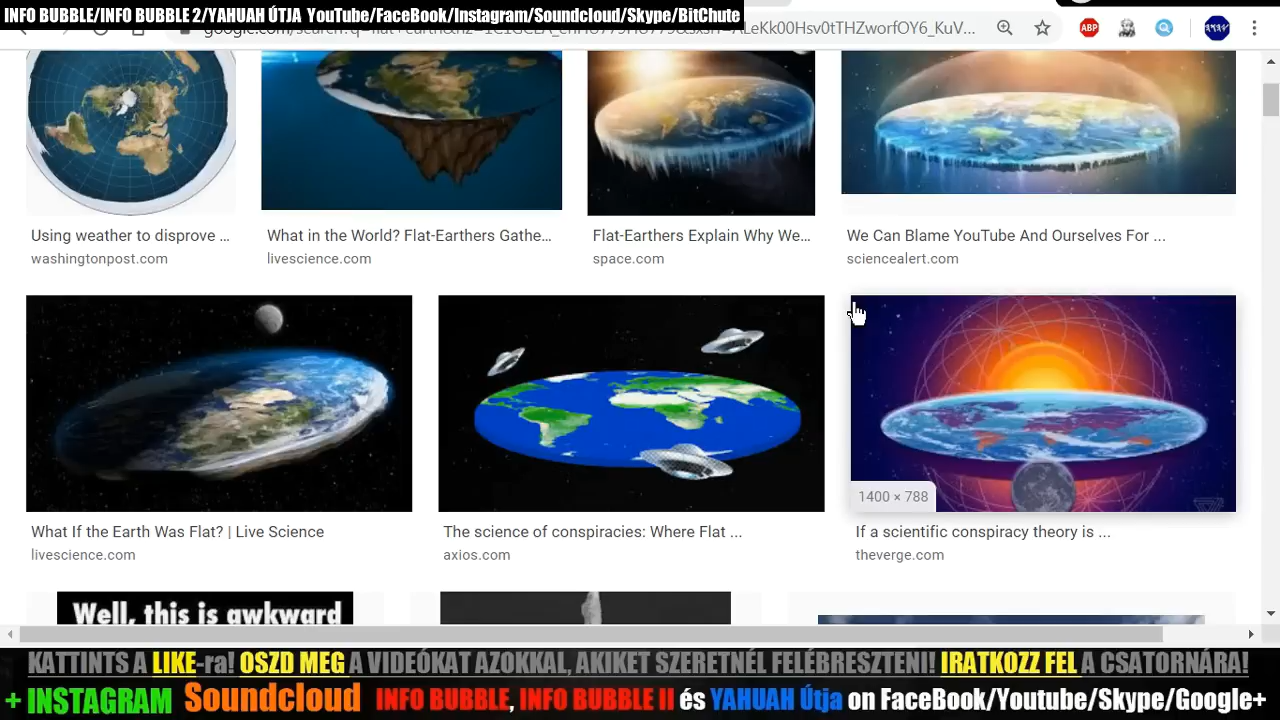 INFO BUBBLE/INFO BUBBLE 2/YAHUAH ÚTJA YouTube/FaceBook/Instagram/Soundcloud/Skype/BitChute
ABP
Using weather to disprove ...
What in the World? Flat-Earthers Gathe...
Flat-Earthers Explain Why We...
We Can Blame YouTube And Ourselves For ...
washingtonpost.com
livescience.com
space.com
sciencealert.com
1400 × 788
What If the Earth Was Flat? | Live Science
The science of conspiracies: Where Flat ...
If a scientific conspiracy theory is ...
livescience.com
axios.com
theverge.com
Well, this is awkward
KATTINTS A LIKE-ra! OSZD MEG A VIDEÓKAT AZOKKAL, AKIKET SZERETNÉL FELÉBRESZTENI! IRATKOZZ FEL A CSATORNÁRA!
+ INSTAGRAM Soundcloud INFO BUBBLE, INFO BUBBLE II és YAHUAH Útja on FaceBook/Youtube/Skype/Google+